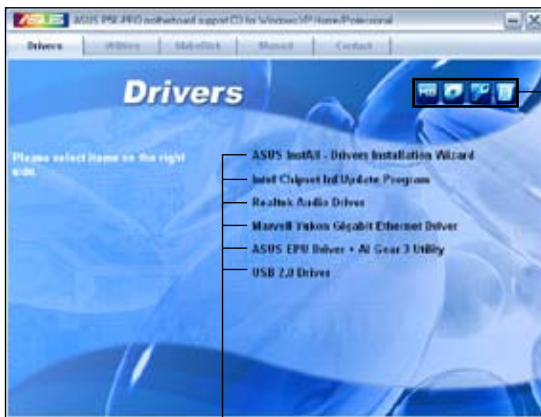 ASUS P5E-PRO motherboard support CD for Windows XP Home/Professional
Drivers Utilities MakeDisk Manual Contact
Drivers
Please select items on the right side.
ASUS InstAll - Drivers Installation Wizard
Intel Chipset Inf Update Program
Realtek Audio Driver
Marvell Yukon Gigabit Ethernet Driver
ASUS EPU Driver + AI Gear 3 Utility
USB 2.0 Driver